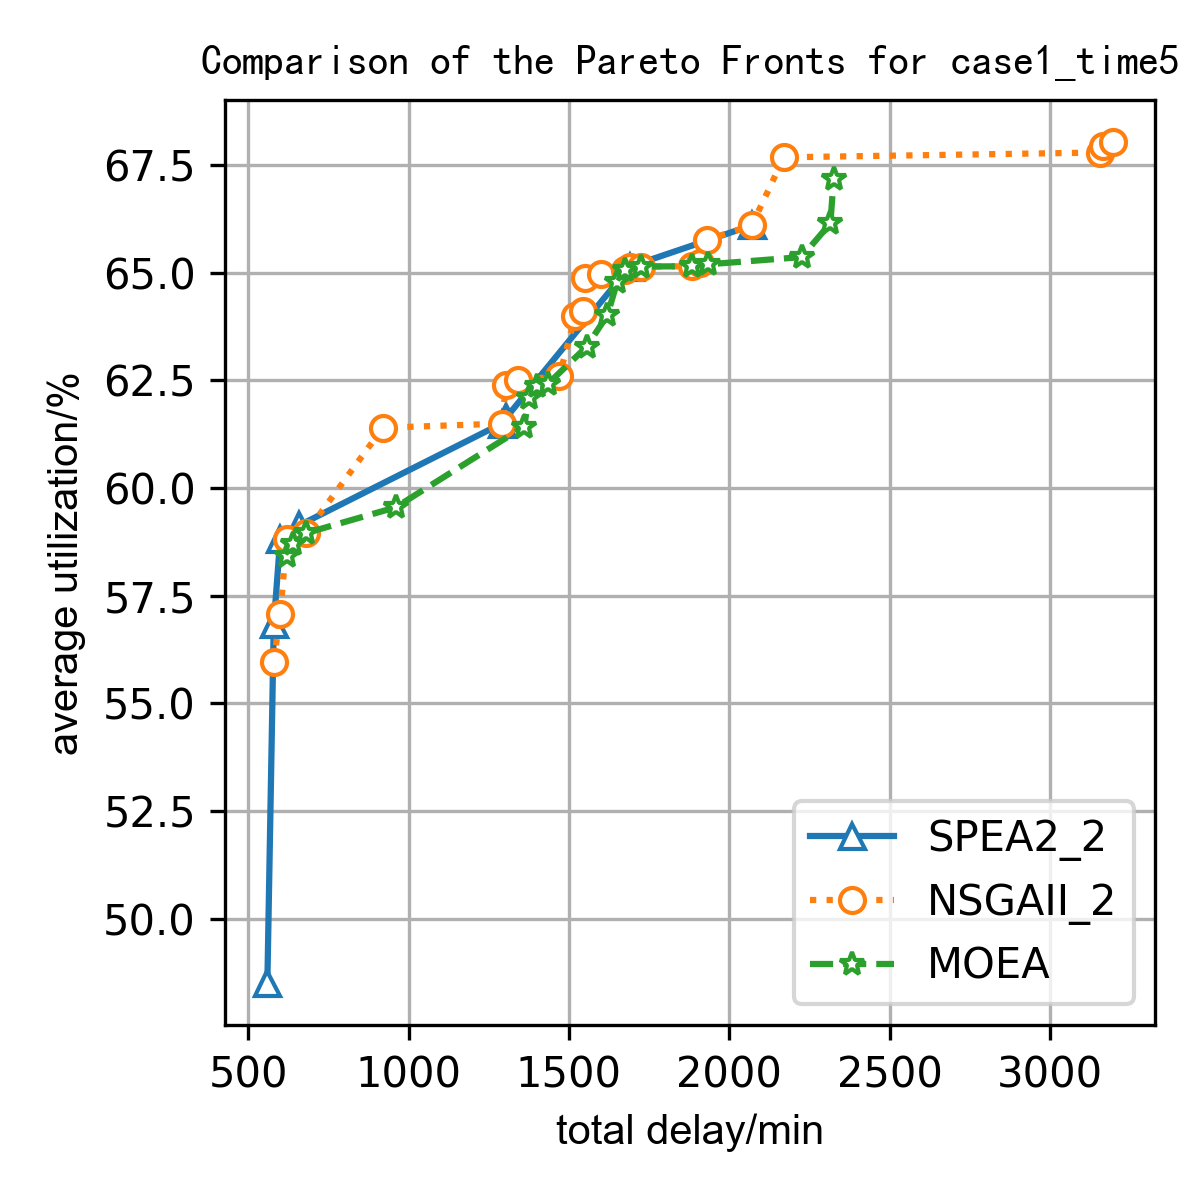 Comparison of the Pareto Fronts for case1_time5
67.5
65.0
62.5
60.0
57.5
55.0
52.5
50.0
average utilization/%
SPEA2_2
NSGAII_2
MOEA
500 1000 1500 2000 2500 3000
total delay/min